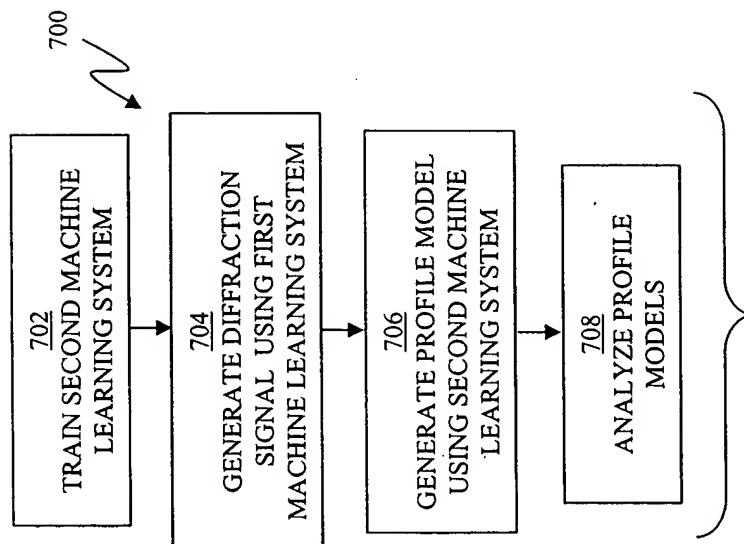 700
702
TRAIN SECOND MACHINE
LEARNING SYSTEM
704
GENERATE DIFFRACTION
SIGNAL USING FIRST
MACHINE LEARNING SYSTEM
706
GENERATE PROFILE MODEL
USING SECOND MACHINE
LEARNING SYSTEM
708
ANALYZE PROFILE
MODELS